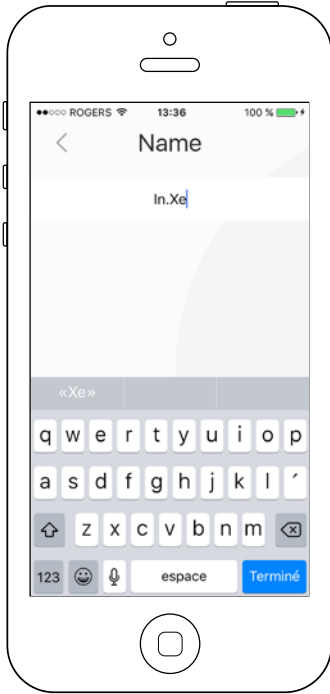 ROGERS 13:36 100 %
Name
In.Xe
«Xe»
q w e r t y u i o p
a s d f g h j k l ´
z x c v b n m
123 espace Terminé